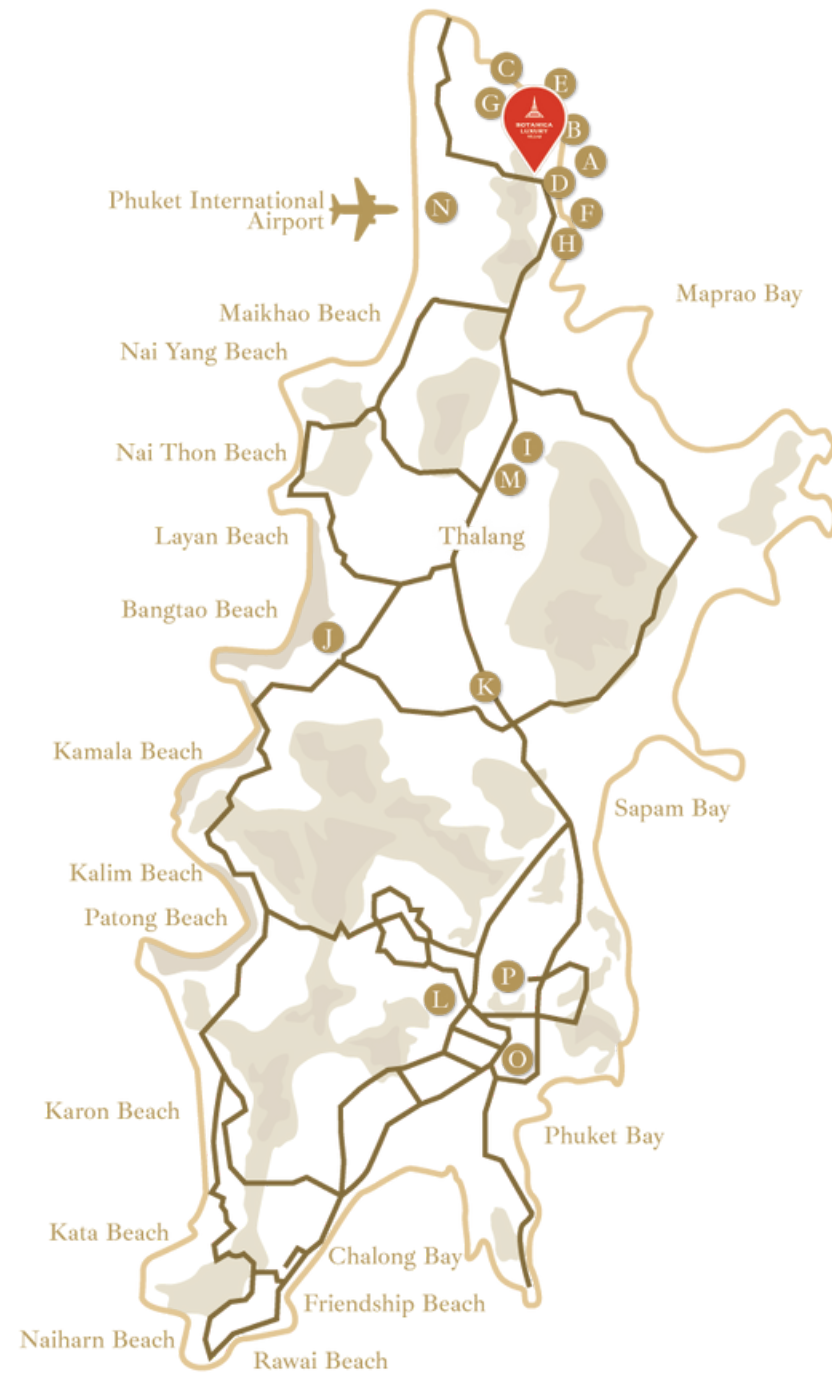 C
E
G
BOTANICA
LUXURY
B
A
D
Phuket International
Airport
N
F
H
Maprao Bay
Maikhao Beach
Nai Yang Beach
I
Nai Thon Beach
M
Layan Beach
Thalang
Bangtao Beach
J
K
Kamala Beach
Sapam Bay
Kalim Beach
Patong Beach
P
L
O
Karon Beach
Phuket Bay
Kata Beach
Chalong Bay
Friendship Beach
Naiharn Beach
Rawai Beach